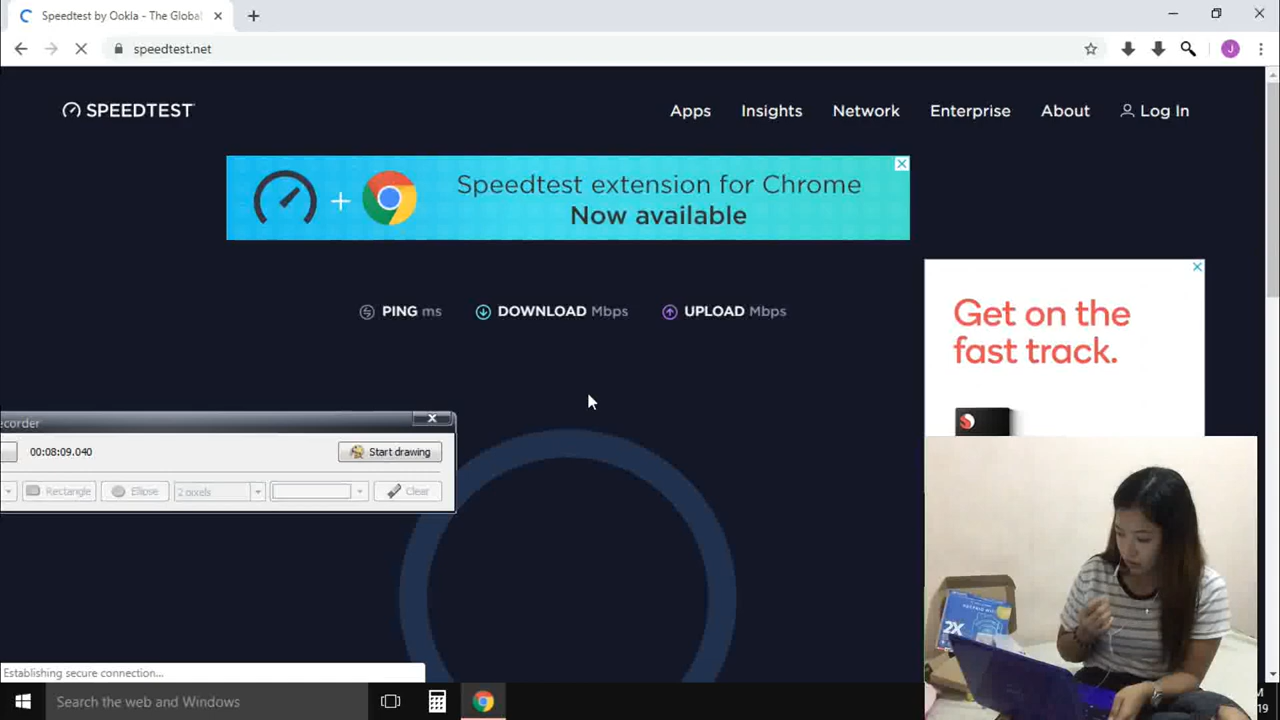 Speedtest by Ookla - The Global
speedtest.net
J
SPEEDTEST
Apps Insights Network Enterprise About Log In
Speedtest extension for Chrome
Now available
PING ms DOWNLOAD Mbps UPLOAD Mbps
Get on the
fast track.
ecorder
00:08:09.040 Start drawing
Rectangle Ellipse 2 pixels Clear
2X
Establishing secure connection...
Search the web and Windows
M
19